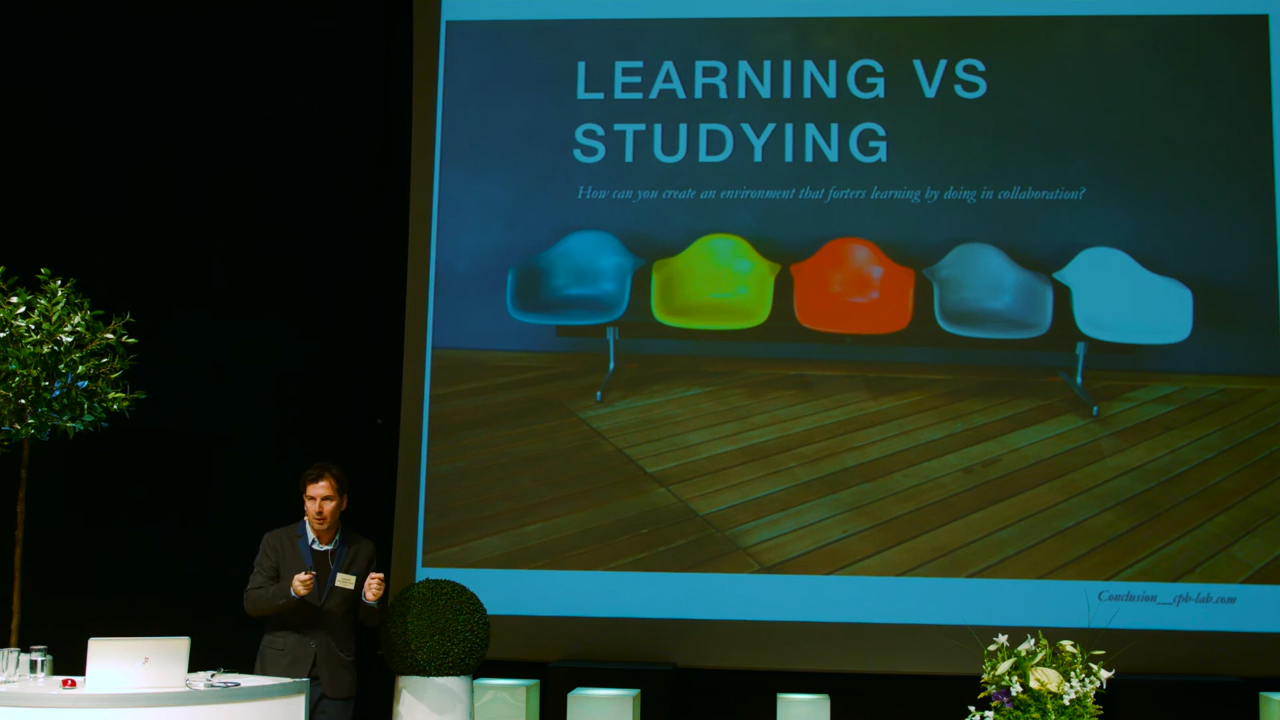 LEARNING VS
STUDYING
How can you create an environment that forters learning by doing in collaboration?
Conclusion__cpb-lab.com